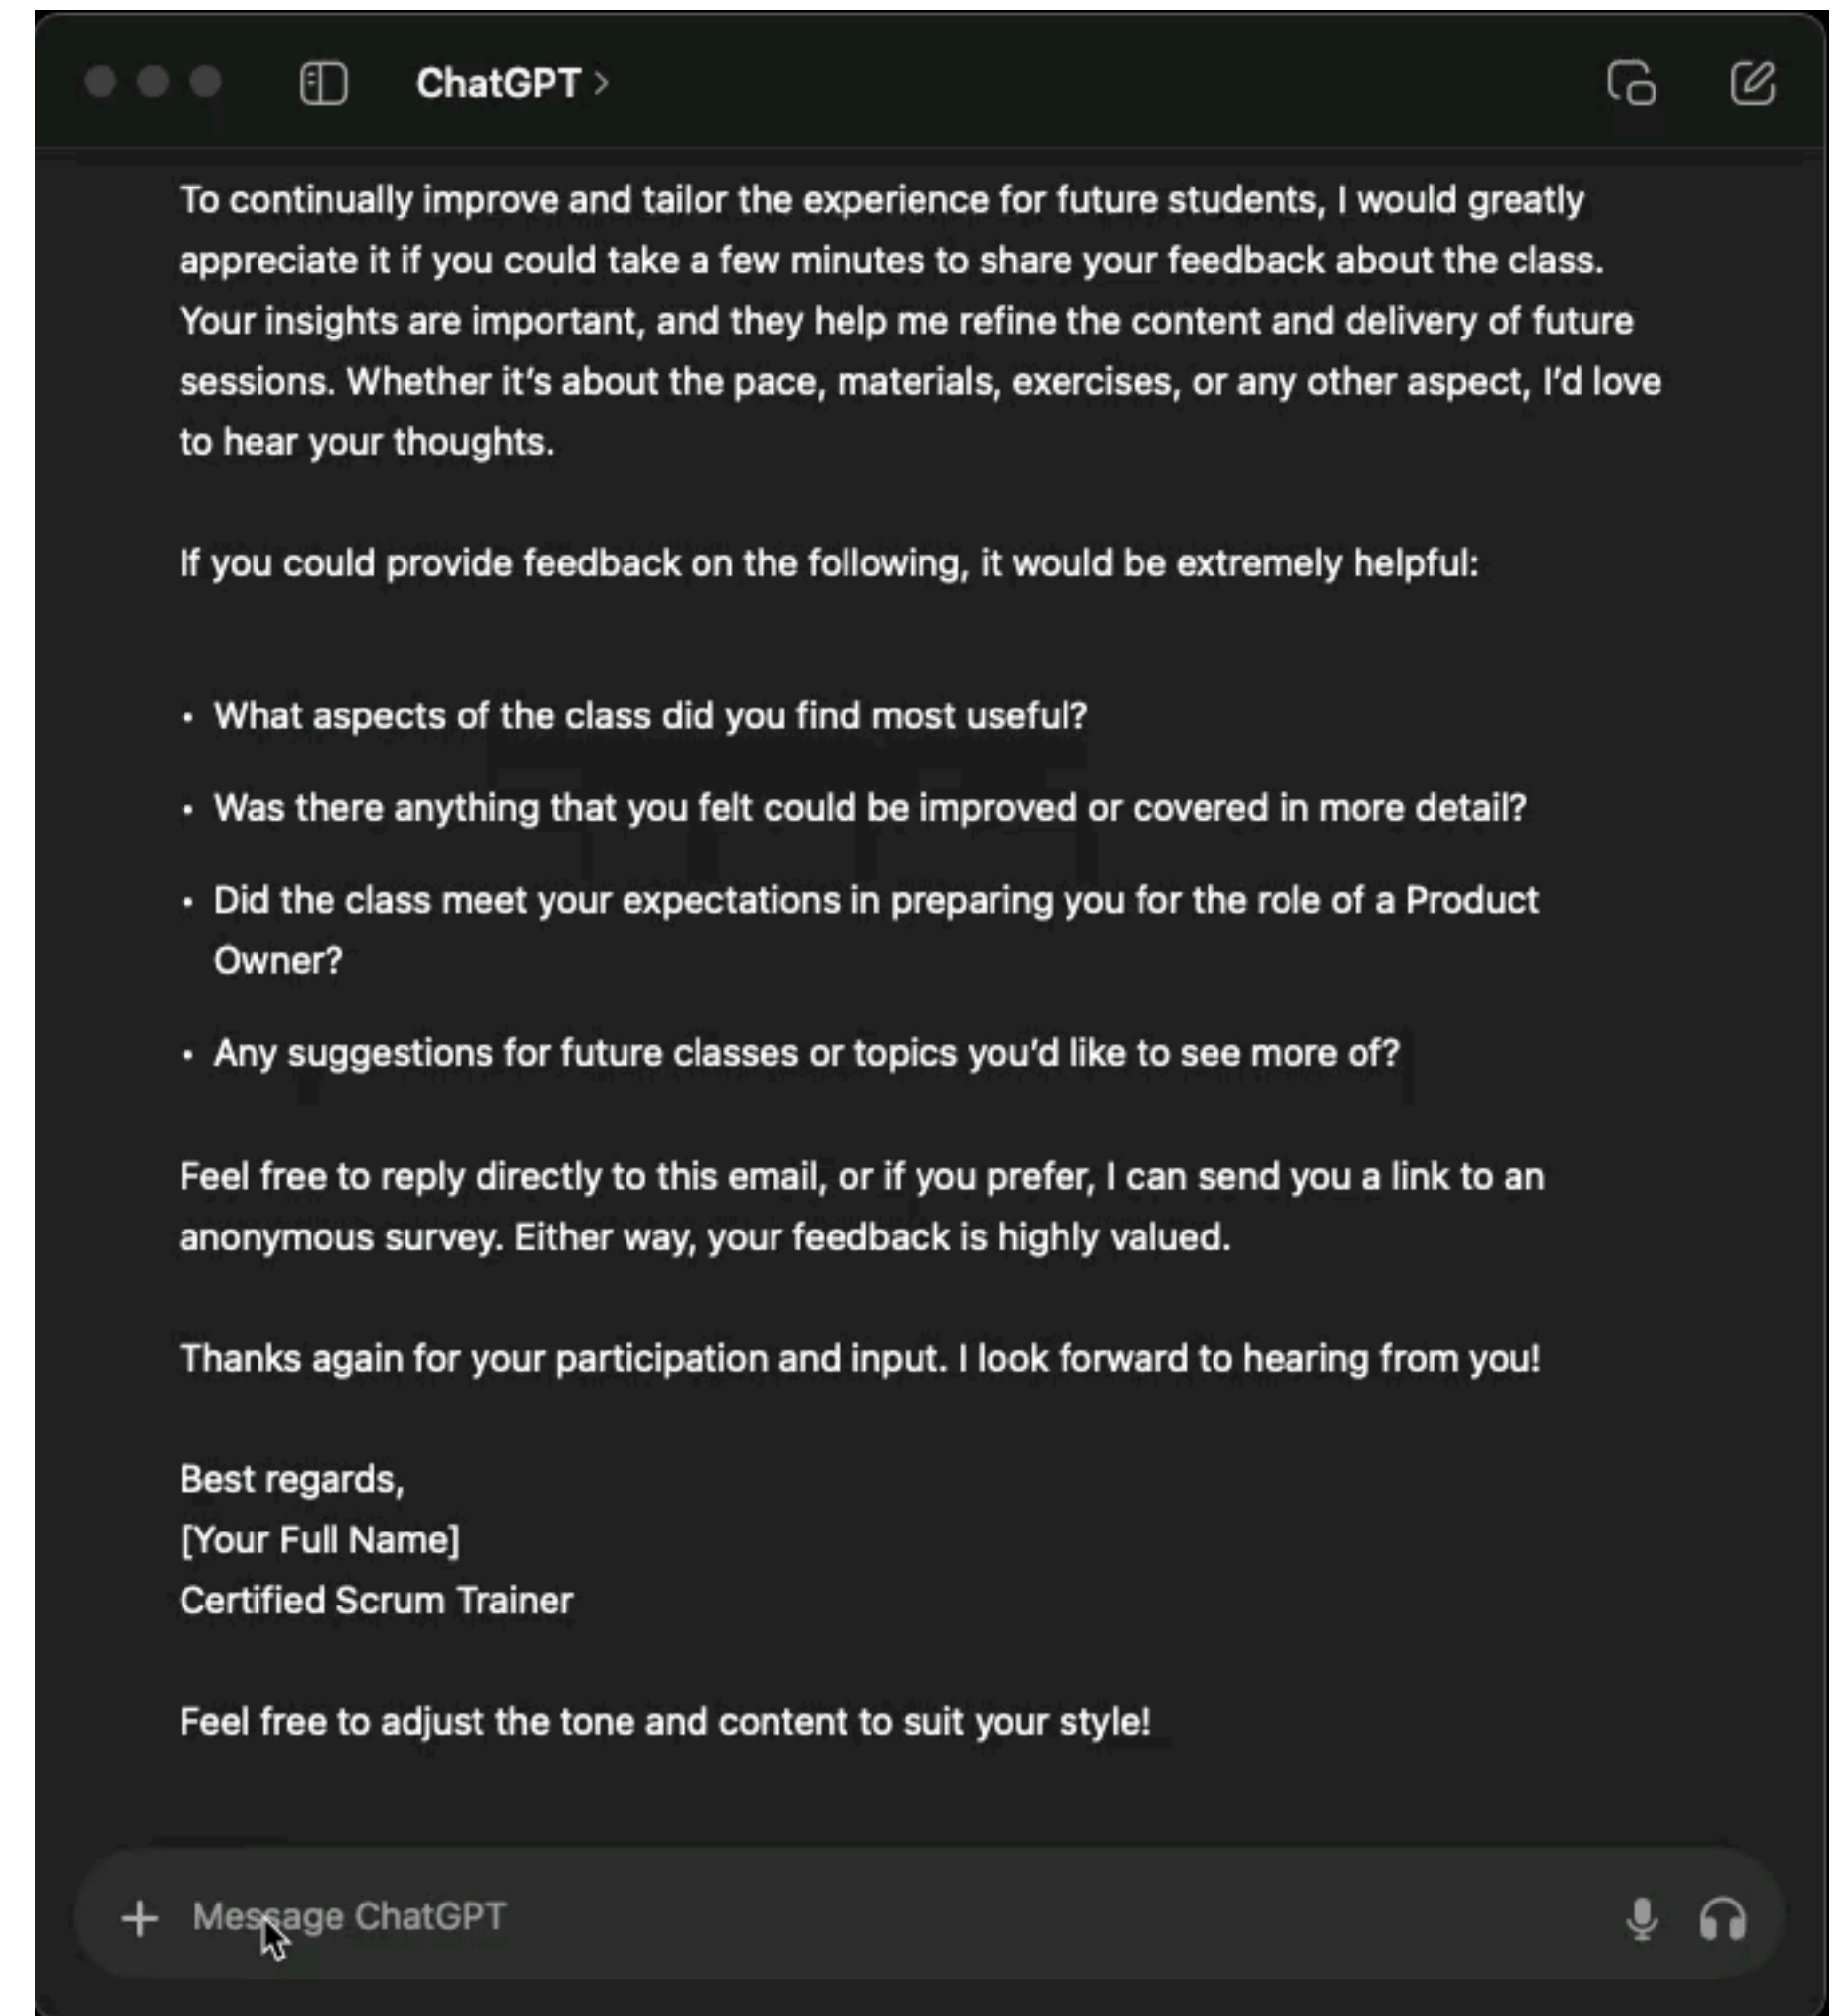 ChatGPT >
To continually improve and tailor the experience for future students, I would greatly
appreciate it if you could take a few minutes to share your feedback about the class.
Your insights are important, and they help me refine the content and delivery of future
sessions. Whether it’s about the pace, materials, exercises, or any other aspect, I’d love
to hear your thoughts.
If you could provide feedback on the following, it would be extremely helpful:
• What aspects of the class did you find most useful?
• Was there anything that you felt could be improved or covered in more detail?
• Did the class meet your expectations in preparing you for the role of a Product
Owner?
• Any suggestions for future classes or topics you’d like to see more of?
Feel free to reply directly to this email, or if you prefer, I can send you a link to an
anonymous survey. Either way, your feedback is highly valued.
Thanks again for your participation and input. I look forward to hearing from you!
Best regards,
[Your Full Name]
Certified Scrum Trainer
Feel free to adjust the tone and content to suit your style!
Message ChatGPT